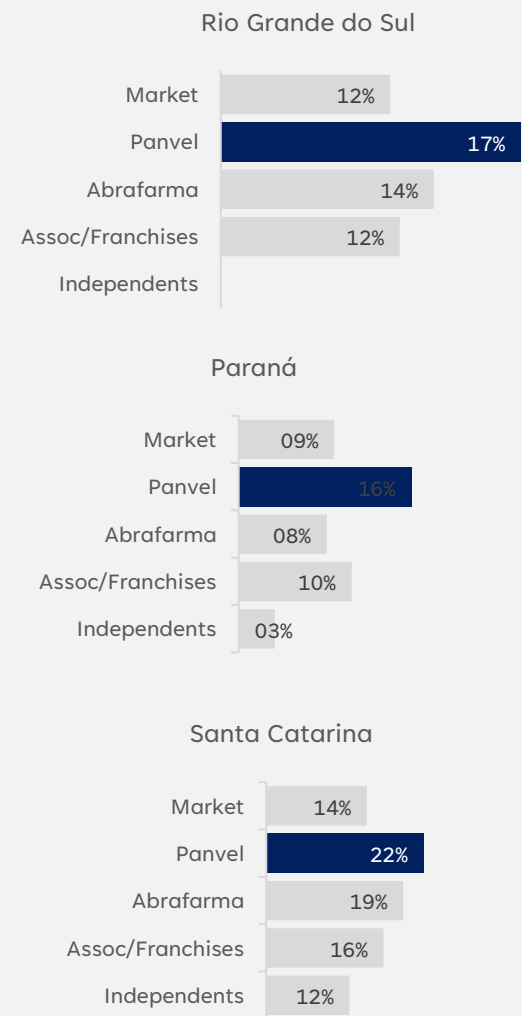 Rio Grande do Sul
Market 12%
Panvel 17%
Abrafarma 14%
Assoc/Franchises 12%
Independents
Paraná
Market 09%
Panvel 16%
Abrafarma 08%
Assoc/Franchises 10%
Independents 03%
Santa Catarina
Market 14%
Panvel 22%
Abrafarma 19%
Assoc/Franchises 16%
Independents 12%